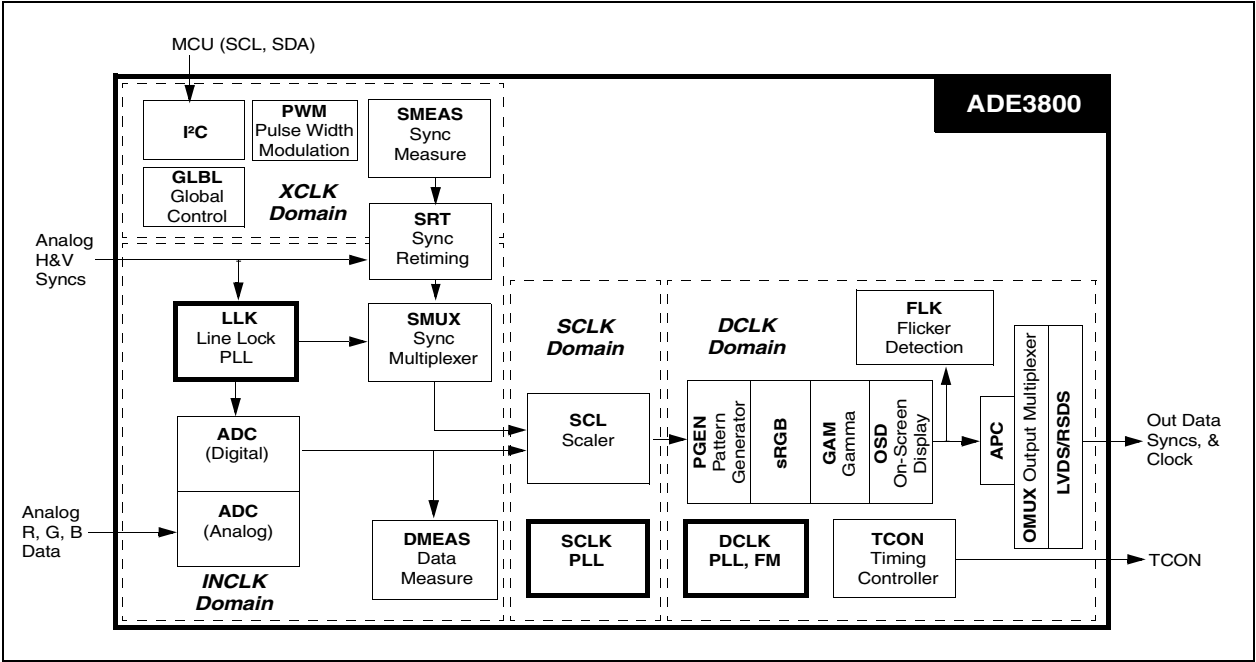 MCU (SCL, SDA)
ADE3800
I²C
PWM
Pulse Width
Modulation
SMEAS
Sync
Measure
GLBL
Global
Control
XCLK
Domain
SRT
Sync
Retiming
Analog
H&V
Syncs
LLK
Line Lock
PLL
SMUX
Sync
Multiplexer
SCLK
Domain
DCLK
Domain
FLK
Flicker
Detection
ADC
(Digital)
SCL
Scaler
PGEN
Pattern
Generator
sRGB
GAM
Gamma
OSD
On-Screen
Display
APC
OMUX Output Multiplexer
LVDS/RSDS
Out Data
Syncs, &
Clock
Analog
R, G, B
Data
ADC
(Analog)
DMEAS
Data
Measure
SCLK
PLL
DCLK
PLL, FM
TCON
Timing
Controller
TCON
INCLK
Domain